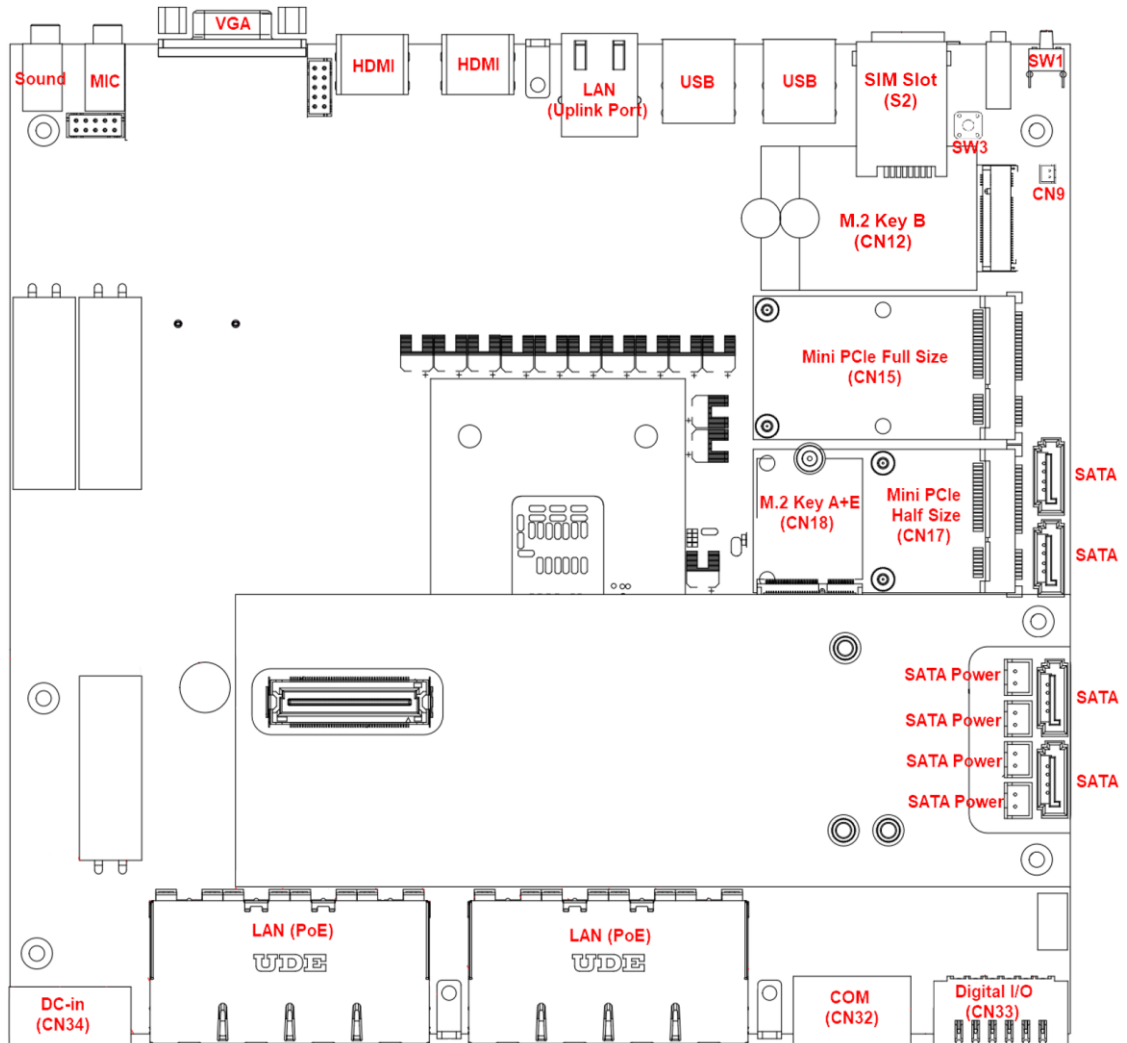 VGA
Sound
MIC
HDMI
HDMI
LAN
(Uplink Port)
USB
USB
SIM Slot
(S2)
SW1
SW3
CN9
M.2 Key B
(CN12)
Mini PCIe Full Size
(CN15)
M.2 Key A+E
(CN18)
Mini PCIe
Half Size
(CN17)
SATA
SATA
SATA Power
SATA
SATA Power
SATA Power
SATA
SATA Power
LAN (PoE)
UDE
LAN (PoE)
UDE
DC-in
(CN34)
COM
(CN32)
Digital I/O
(CN33)